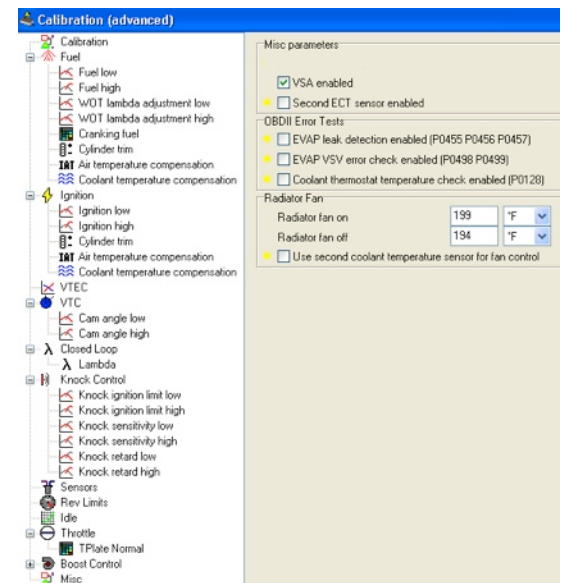 Calibration (advanced)
Calibration
Fuel
Fuel low
Fuel high
WOT lambda adjustment low
WOT lambda adjustment high
Cranking fuel
Cylinder trim
IAT Air temperature compensation
Coolant temperature compensation
Ignition
Ignition low
Ignition high
Cylinder trim
IAT Air temperature compensation
Coolant temperature compensation
VTEC
VTC
Cam angle low
Cam angle high
λ Closed Loop
λ Lambda
Knock Control
Knock ignition limit low
Knock ignition limit high
Knock sensitivity low
Knock sensitivity high
Knock retard low
Knock retard high
Sensors
Rev Limits
Idle
Throttle
TPlate Normal
Boost Control
Misc
Misc parameters
VSA enabled
Second ECT sensor enabled
OBDII Error Tests
EVAP leak detection enabled (P0455 P0456 P0457)
EVAP VSV error check enabled (P0498 P0499)
Coolant thermostat temperature check enabled (P0128)
Radiator Fan
Radiator fan on 199 °F
Radiator fan off 194 °F
Use second coolant temperature sensor for fan control